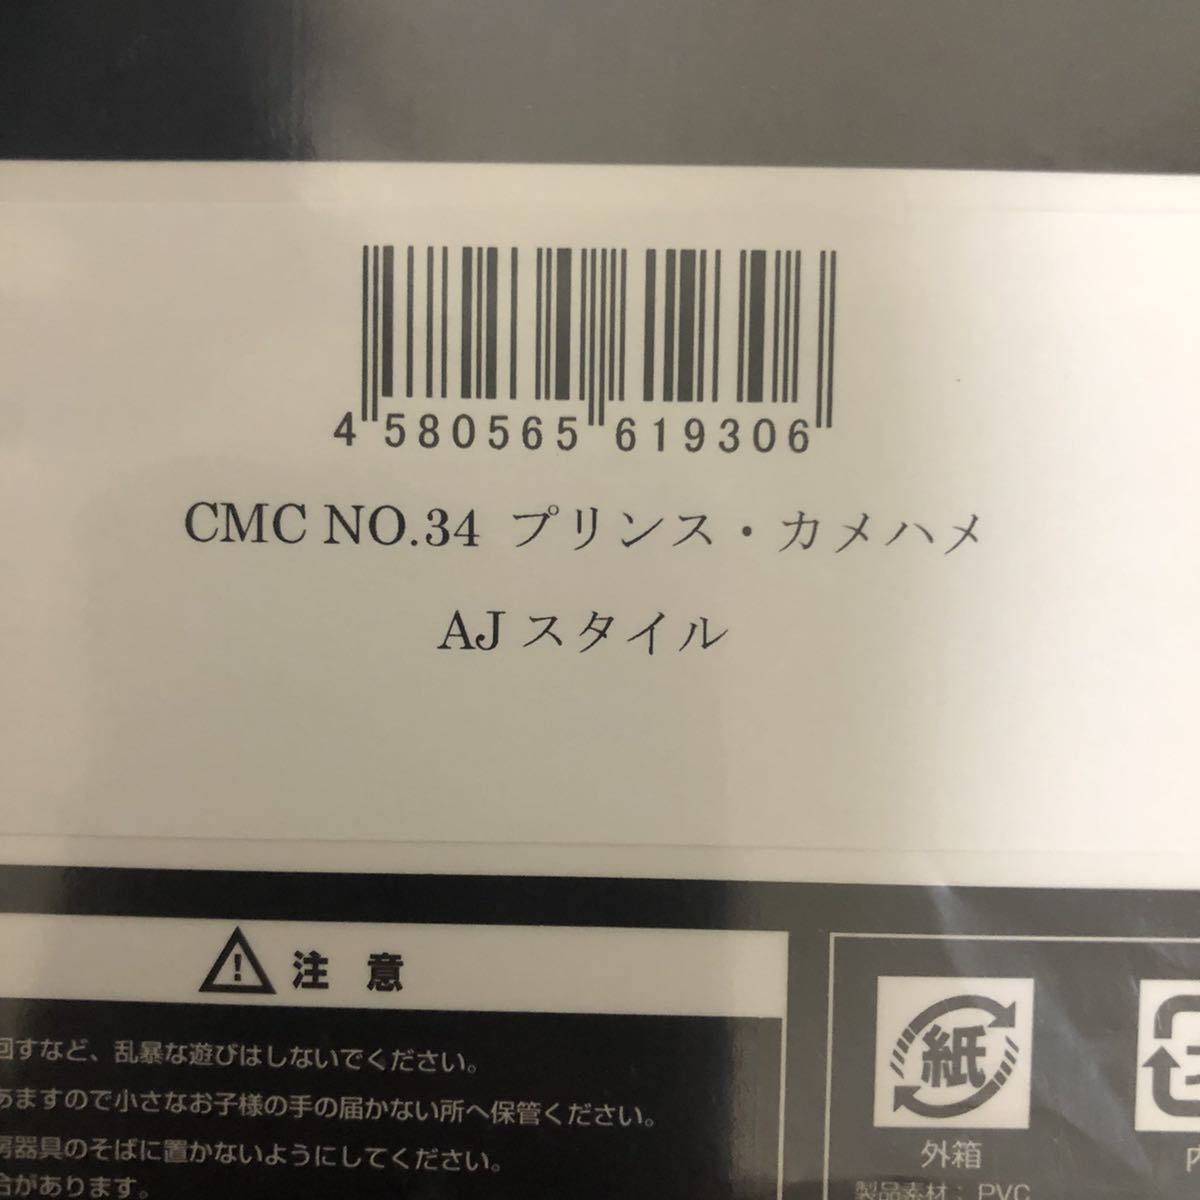 4 580565 619306
CMC NO.34 プリンス・カメハメ
AJ スタイル
注 意
回すなど、乱暴な遊びはしないでください。
あますので小さなお子様の手の届かない所へ保管ください。
房器具のそばに置かないようにしてください。
合があります。
紙
外箱
製品素材：PVC